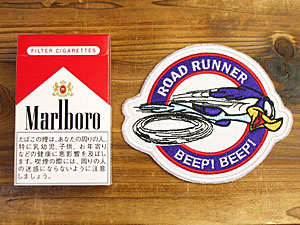 FILTER CIGARETTES
Marlboro
たばこの煙は、あなたの周りの人、
特に乳幼児、子供、お年寄り
などの健康に悪影響を及ぼし
ます。喫煙の際には、周りの人
の迷惑にならないように注意
しましょう。
ROAD RUNNER
BEEP! BEEP!